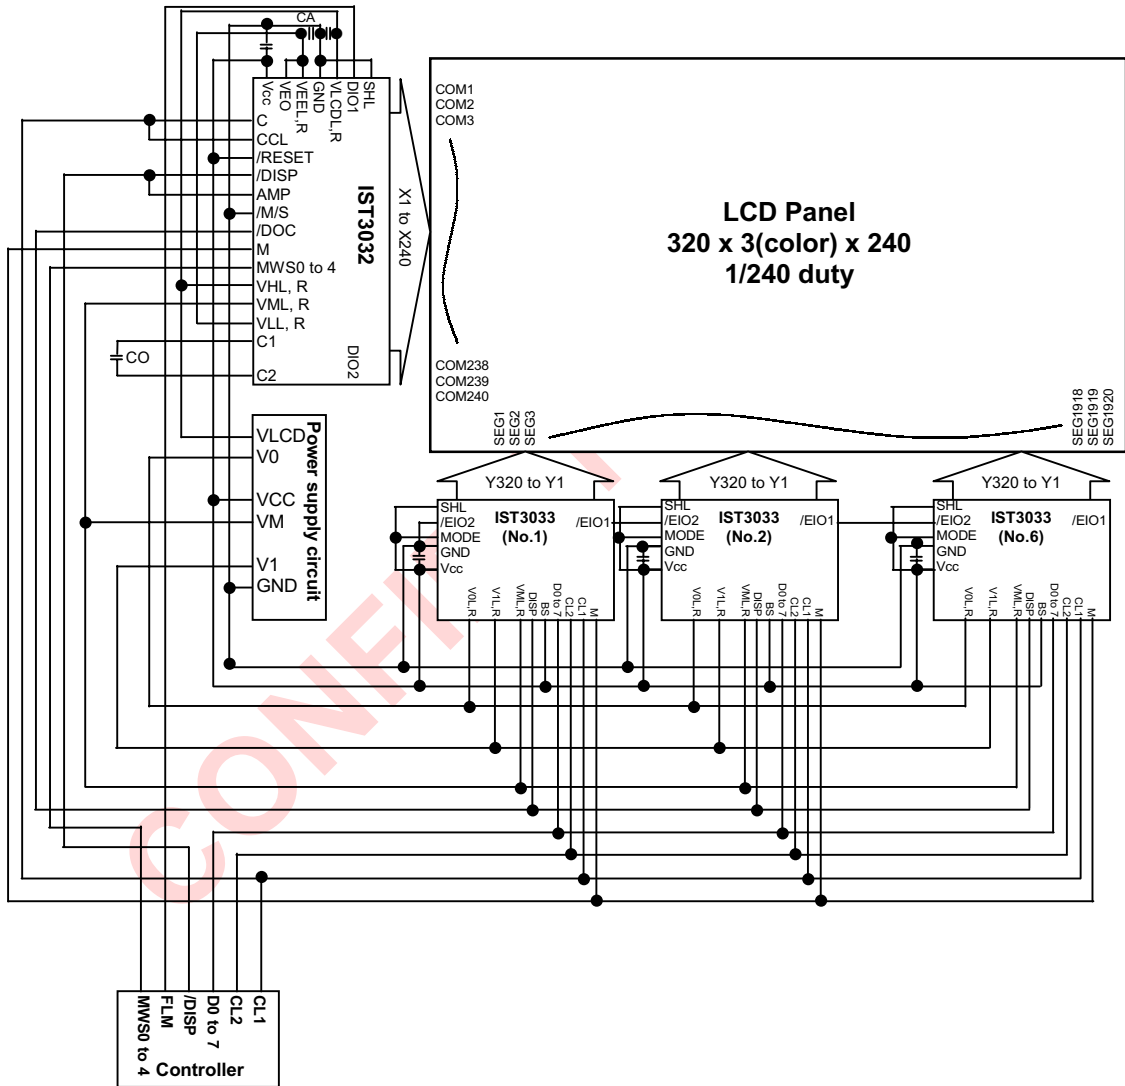 CA
Vcc
VEO
VEEL,R
GND
VLCDL,R
DIO1
SHL
C
CCL
/RESET
/DISP
AMP
/M/S
/DOC
M
MWS0 to 4
VHL, R
VML, R
VLL, R
C1
C2
IST3032
DIO2
X1 to X240
CO
COM1
COM2
COM3
LCD Panel
320 x 3(color) x 240
1/240 duty
COM238
COM239
COM240
SEG1
SEG2
SEG3
SEG1918
SEG1919
SEG1920
VLCD
V0
VCC
VM
V1
GND
Power supply circuit
Y320 to Y1
SHL
/EIO2
MODE
GND
Vcc
IST3033
(No.1)
/EIO1
V0L,R
V1L,R
VML,R
DISP
BS
D0 to 7
CL2
CL1
M
Y320 to Y1
SHL
/EIO2
MODE
GND
Vcc
IST3033
(No.2)
/EIO1
V0L,R
V1L,R
VML,R
DISP
BS
D0 to 7
CL2
CL1
M
Y320 to Y1
SHL
/EIO2
MODE
GND
Vcc
IST3033
(No.6)
/EIO1
V0L,R
V1L,R
VML,R
DISP
BS
D0 to 7
CL2
CL1
M
MWS0 to 4
FLM
/DISP
D0 to 7
CL2
CL1
Controller